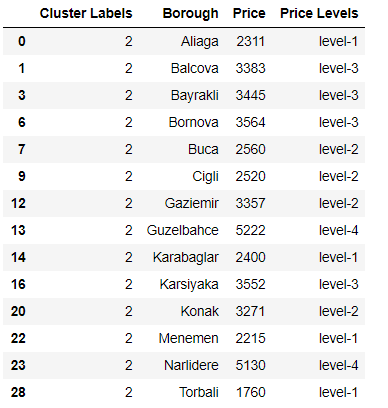 Cluster Labels Borough Price Price Levels
0 2 Aliaga 2311 level-1
1 2 Balcova 3383 level-3
3 2 Bayrakli 3445 level-3
6 2 Bornova 3564 level-3
7 2 Buca 2560 level-2
9 2 Cigli 2520 level-2
12 2 Gaziemir 3357 level-2
13 2 Guzelbahce 5222 level-4
14 2 Karabaglar 2400 level-1
16 2 Karsiyaka 3552 level-3
20 2 Konak 3271 level-2
22 2 Menemen 2215 level-1
23 2 Narlidere 5130 level-4
28 2 Torbali 1760 level-1